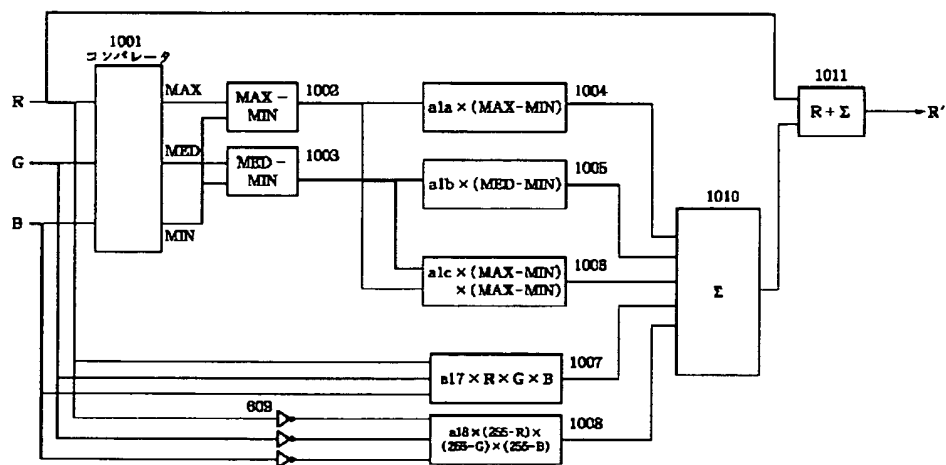 1001
コンパレータ
R
G
B
MAX
MED
MIN
MAX-
MIN
1002
MED-
MIN
1003
a1a×(MAX-MIN)
1004
a1b×(MED-MIN)
1005
a1c×(MAX-MIN)
×(MAX-MIN)
1006
a17×R×G×B
1007
609
a18×(255-R)×
(255-G)×(255-B)
1008
1010
Σ
1011
R+Σ
R'